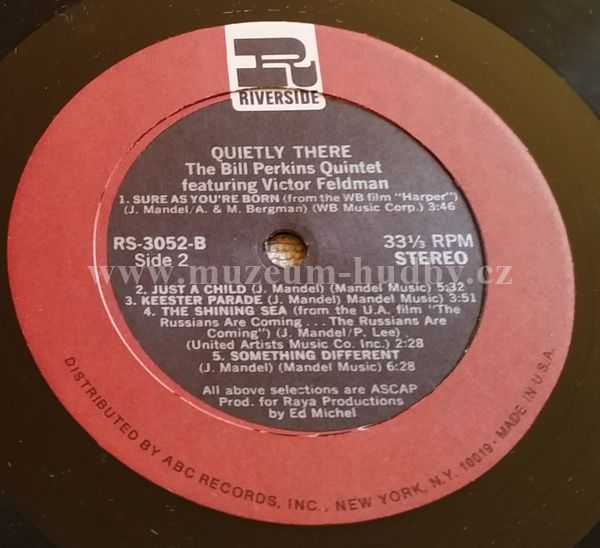 RIVERSIDE
QUIETLY THERE
The Bill Perkins Quintet
featuring Victor Feldman
1. SURE AS YOU'RE BORN (from the WB film "Harper")
(J. Mandel/A. & M. Bergman) (WB Music Corp.) 3:46
RS-3052-B
Side 2
33⅓ RPM
STEREO
www.muzeum-hudby.cz
2. JUST A CHILD (J. Mandel) (Mandel Music) 5:32
3. KEESTER PARADE (J. Mandel) (Mandel Music) 3:51
4. THE SHINING SEA (from the U.A. film "The
Russians Are Coming . . . The Russians Are
Coming") (J. Mandel/P. Lee)
(United Artists Music Co. Inc.) 2:28
5. SOMETHING DIFFERENT
(J. Mandel) (Mandel Music) 6:28
All above selections are ASCAP
Prod. for Raya Productions
by Ed Michel
DISTRIBUTED BY ABC RECORDS, INC., NEW YORK, N.Y. 10019 • MADE IN U.S.A.